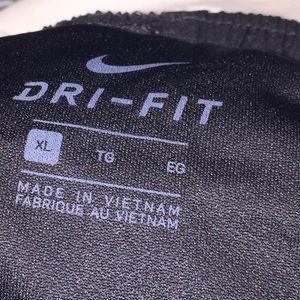 DRI-FIT
XL TG EG
MADE IN VIETNAM
FABRIQUE AU VIETNAM